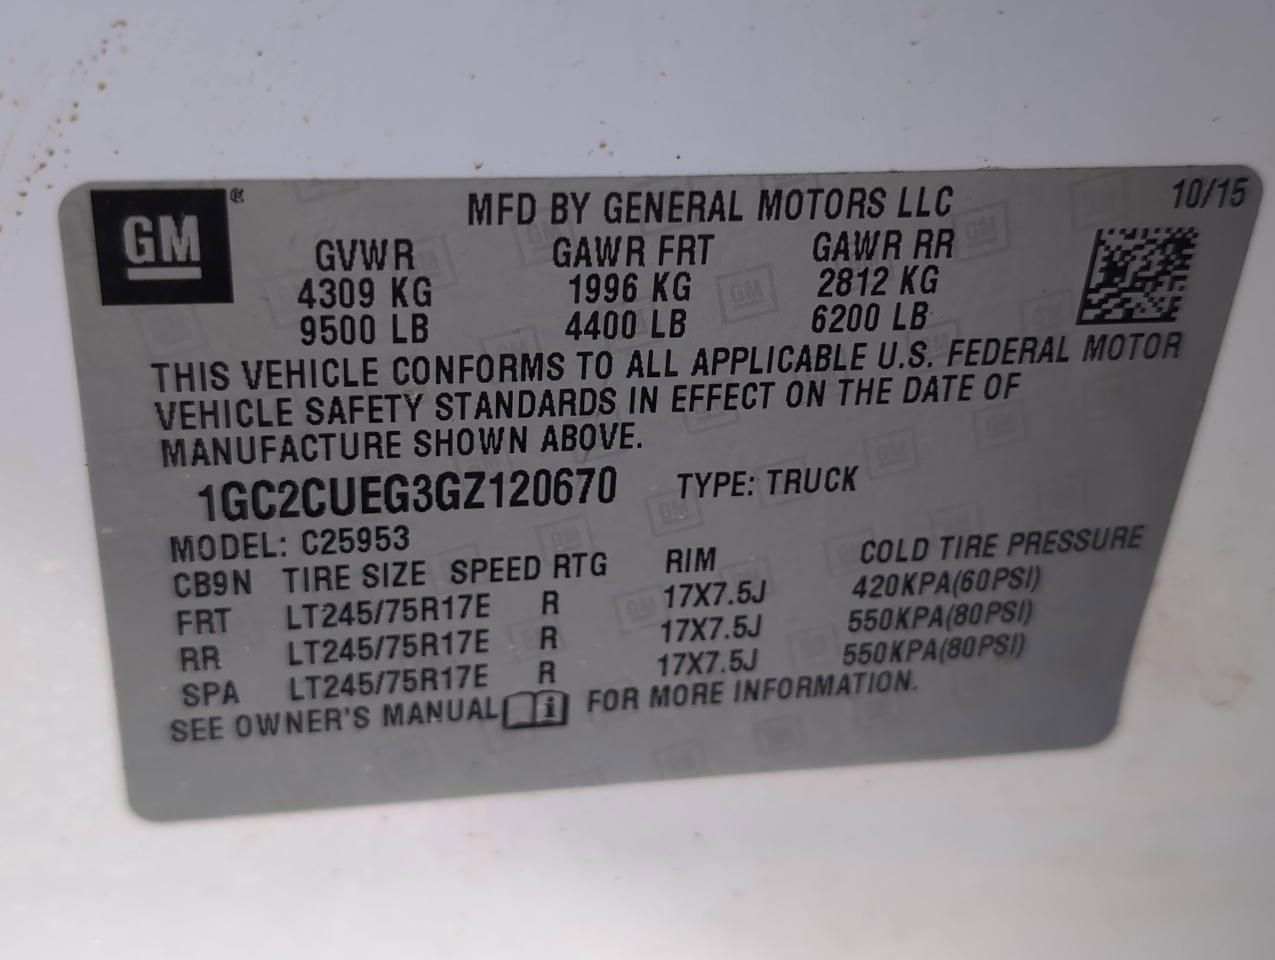 GM ®
MFD BY GENERAL MOTORS LLC 10/15
GVWR GAWR FRT GAWR RR
4309 KG 1996 KG 2812 KG
9500 LB 4400 LB 6200 LB
THIS VEHICLE CONFORMS TO ALL APPLICABLE U.S. FEDERAL MOTOR
VEHICLE SAFETY STANDARDS IN EFFECT ON THE DATE OF
MANUFACTURE SHOWN ABOVE.
1GC2CUEG3GZ120670 TYPE: TRUCK
MODEL: C25953
CB9N TIRE SIZE SPEED RTG RIM COLD TIRE PRESSURE
FRT LT245/75R17E R 17X7.5J 420KPA(60PSI)
RR LT245/75R17E R 17X7.5J 550KPA(80PSI)
SPA LT245/75R17E R 17X7.5J 550KPA(80PSI)
SEE OWNER'S MANUAL i FOR MORE INFORMATION.